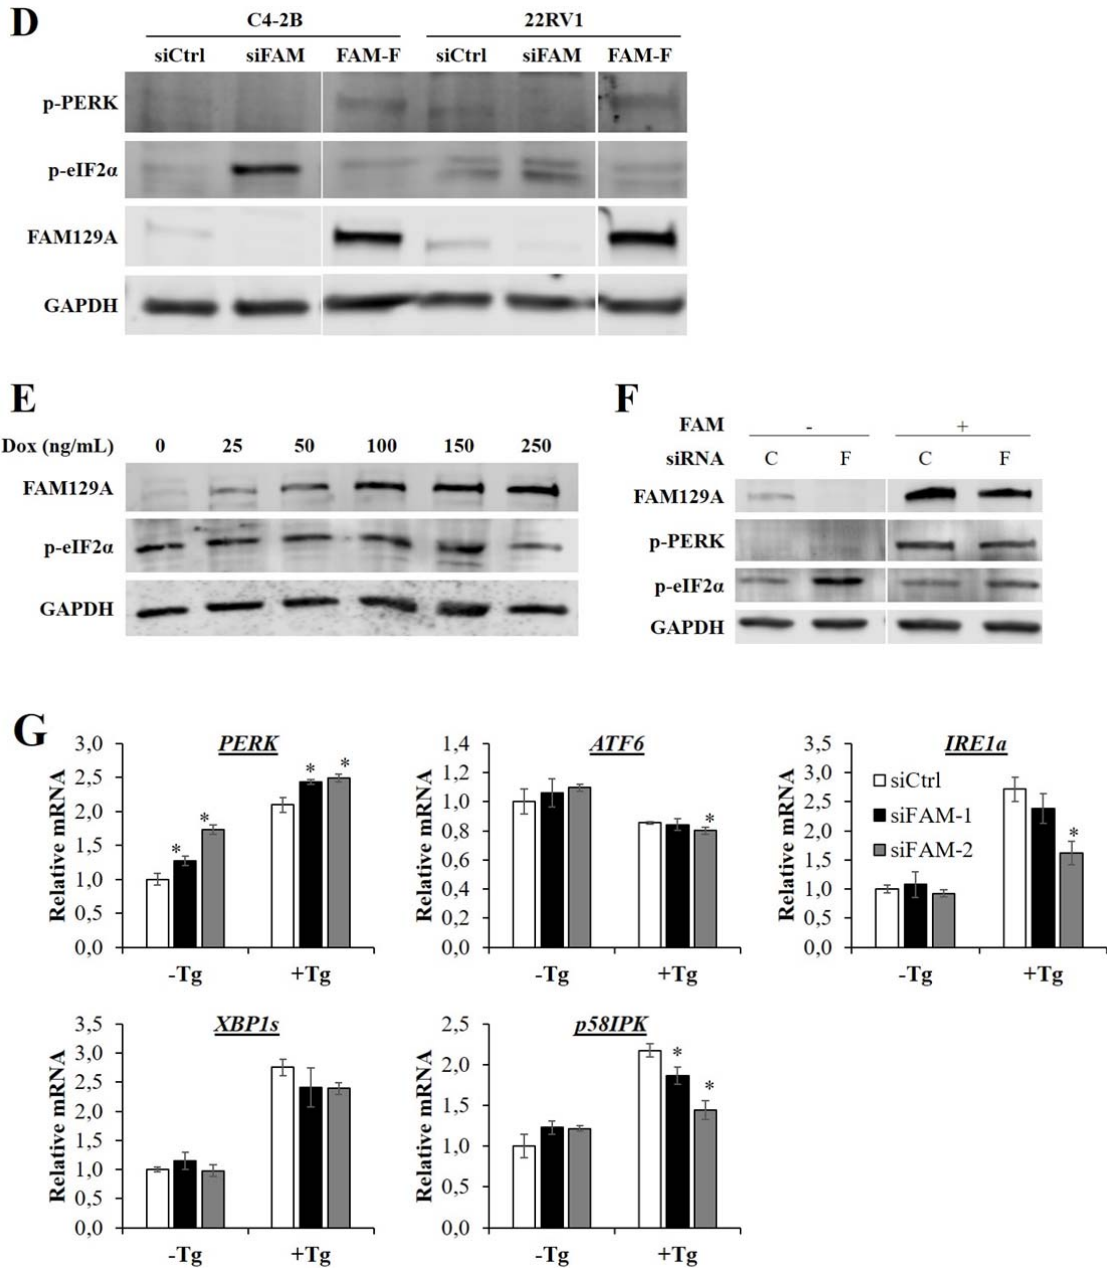 D
C4-2B 22RV1
siCtrl siFAM FAM-F siCtrl siFAM FAM-F
p-PERK
p-eIF2α
FAM129A
GAPDH
E
Dox (ng/mL) 0 25 50 100 150 250
FAM129A
p-eIF2α
GAPDH
F
FAM - +
siRNA C F C F
FAM129A
p-PERK
p-eIF2α
GAPDH
G
PERK
Relative mRNA
3,0
2,5
2,0
1,5
1,0
0,5
0,0
* * * *
-Tg +Tg
ATF6
Relative mRNA
1,4
1,2
1,0
0,8
0,6
0,4
0,2
0,0
*
-Tg +Tg
IRE1a
Relative mRNA
3,5
3,0
2,5
2,0
1,5
1,0
0,5
0,0
siCtrl
siFAM-1
siFAM-2
*
-Tg +Tg
XBP1s
Relative mRNA
3,5
3,0
2,5
2,0
1,5
1,0
0,5
0,0
-Tg +Tg
p58IPK
Relative mRNA
2,5
2,0
1,5
1,0
0,5
0,0
* *
-Tg +Tg